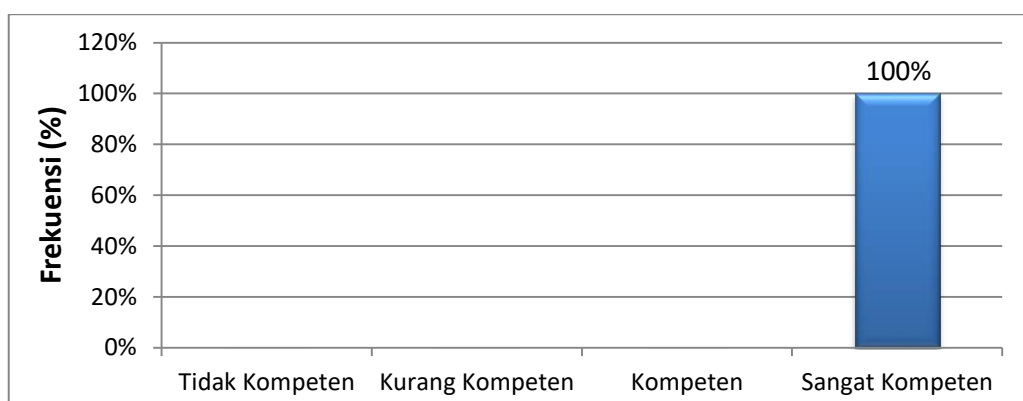 Frekuensi (%)
120%
100%
80%
60%
40%
20%
0%
100%
Tidak Kompeten
Kurang Kompeten
Kompeten
Sangat Kompeten